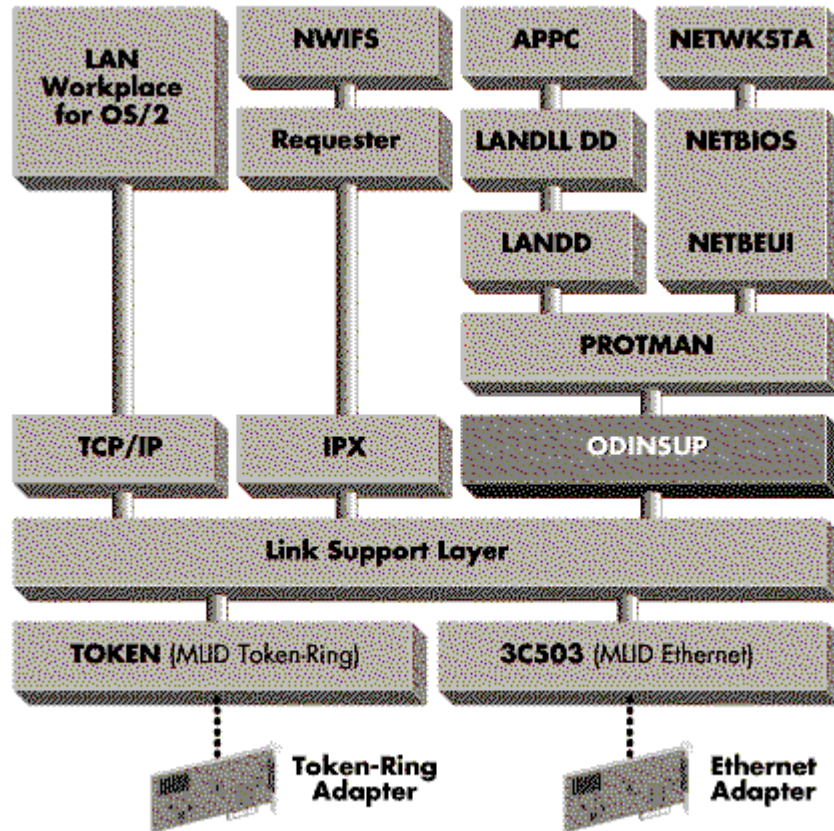 LAN
Workplace
for OS/2
NWIFS
APPC
NETWKSTA
Requester
LANDLL DD
NETBIOS
LANDD
NETBEUI
PROTMAN
TCP/IP
IPX
ODINSUP
Link Support Layer
TOKEN (MLID Token-Ring)
3C503 (MLID Ethernet)
Token-Ring
Adapter
Ethernet
Adapter